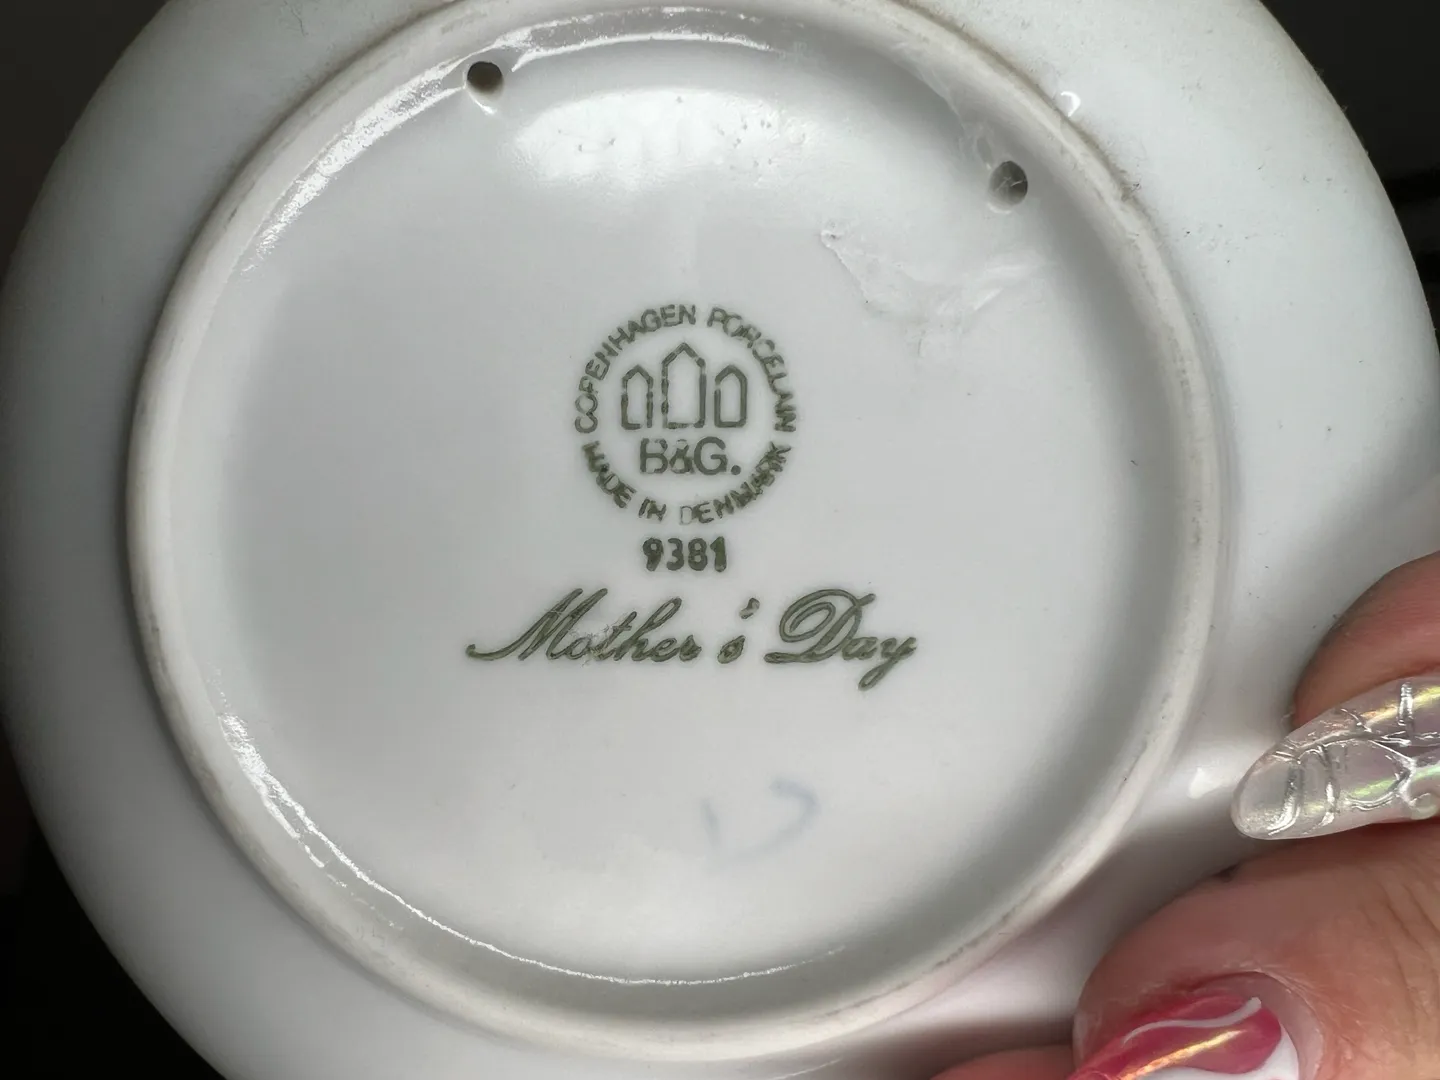 COPENHAGEN PORCELAIN
B&G.
MADE IN DENMARK
9381
Mother's Day